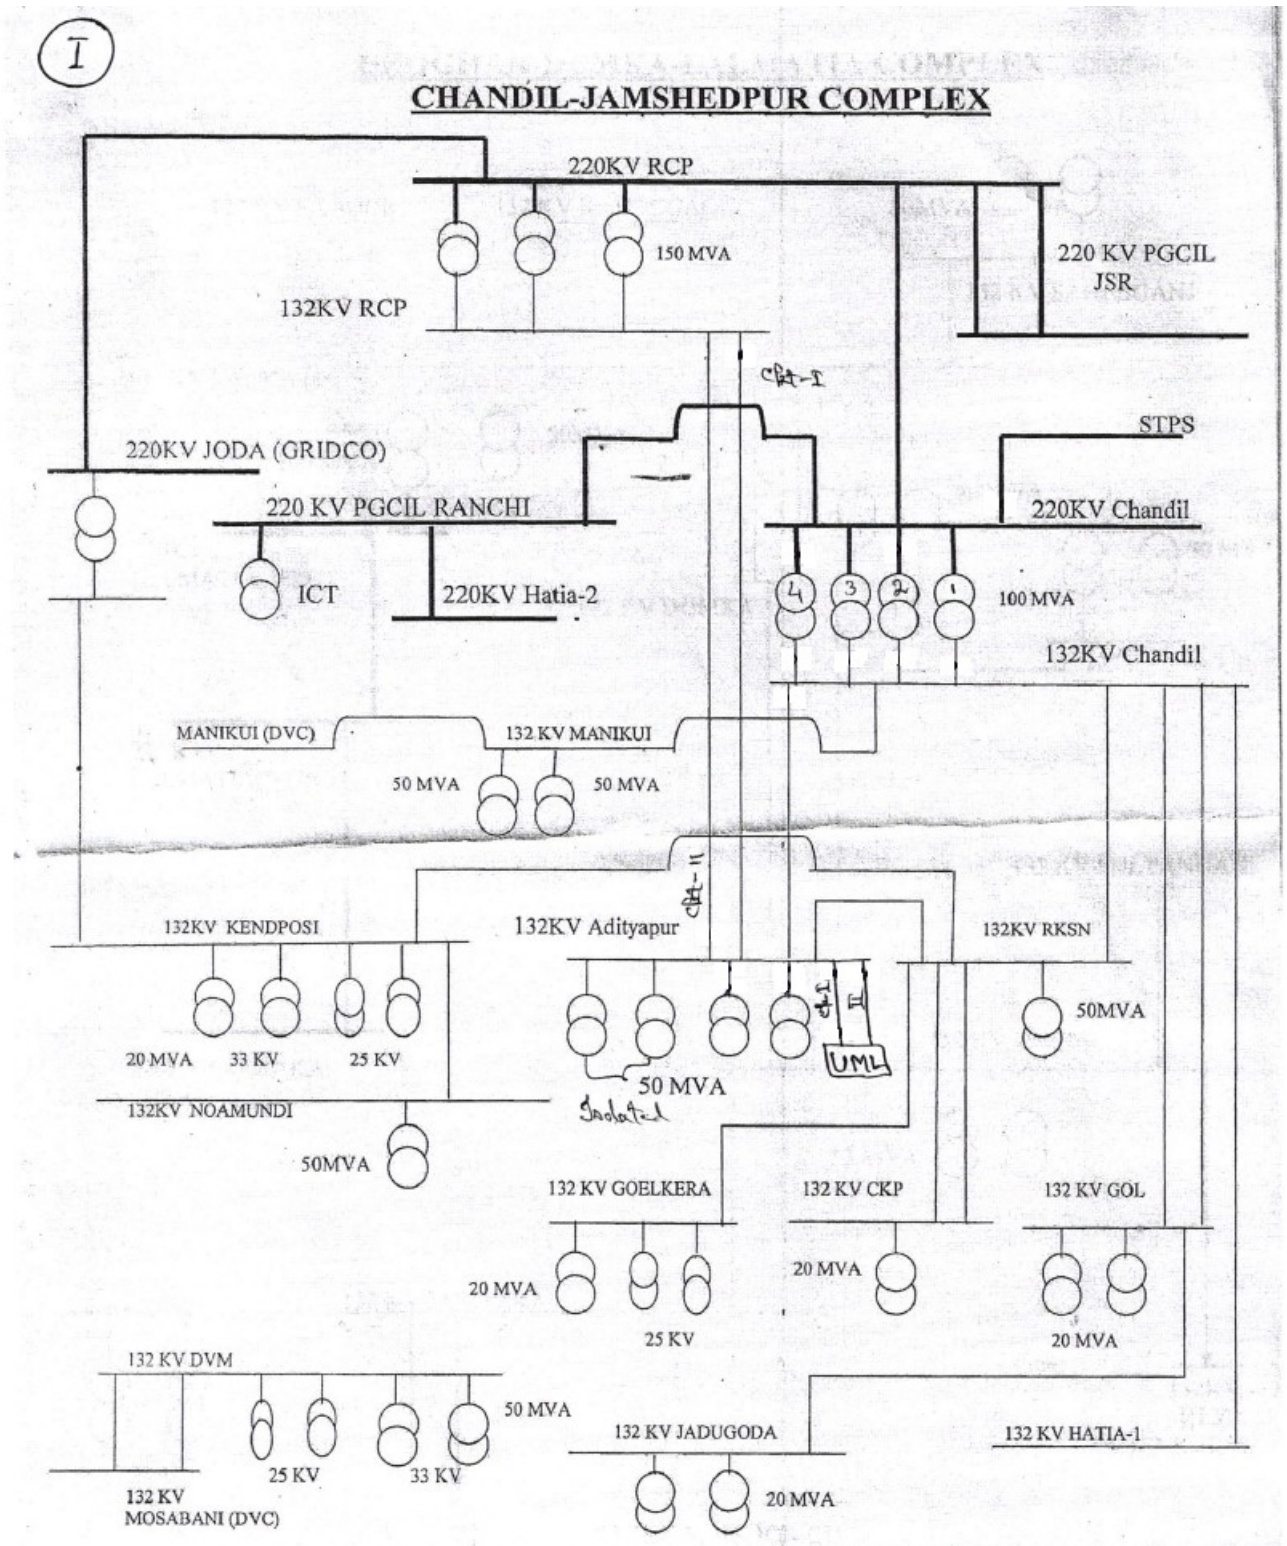 I
CHANDIL-JAMSHEDPUR COMPLEX
220KV RCP
150 MVA
220 KV PGCIL
JSR
132KV RCP
ckt-I
STPS
220KV JODA (GRIDCO)
220 KV PGCIL RANCHI
220KV Chandil
ICT
220KV Hatia-2
4
3
2
1
100 MVA
132KV Chandil
MANIKUI (DVC)
132 KV MANIKUI
50 MVA
50 MVA
ckt-II
132KV KENDPOSI
132KV Adityapur
132KV RKSN
ct-I
II
50MVA
20 MVA
33 KV
25 KV
UML
50 MVA
Isolated
132KV NOAMUNDI
50MVA
132 KV GOELKERA
132 KV CKP
132 KV GOL
20 MVA
20 MVA
25 KV
20 MVA
132 KV DVM
50 MVA
132 KV JADUGODA
132 KV HATIA-1
25 KV
33 KV
132 KV
MOSABANI (DVC)
20 MVA